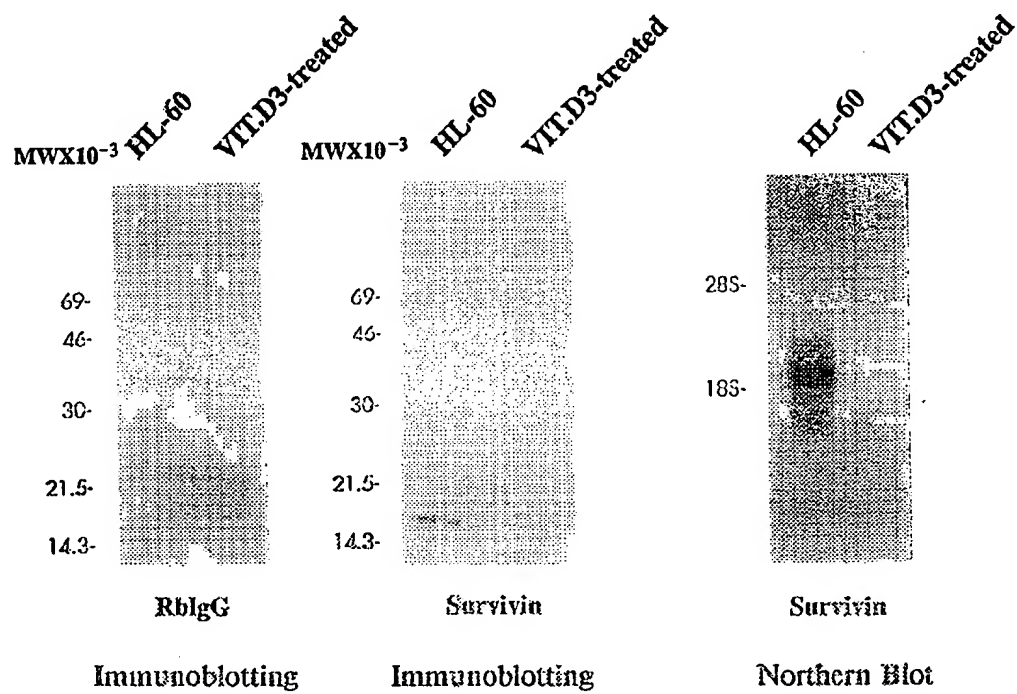 HL-60 VIT.D3-treated HL-60 VIT.D3-treated HL-60 VIT.D3-treated
MWX10⁻³ MWX10⁻³
69- 69- 28S-
46- 46-
30- 30- 18S-
21.5- 21.5-
14.3- 14.3-
RbIgG Survivin Survivin
Immunoblotting Immunoblotting Northern Blot